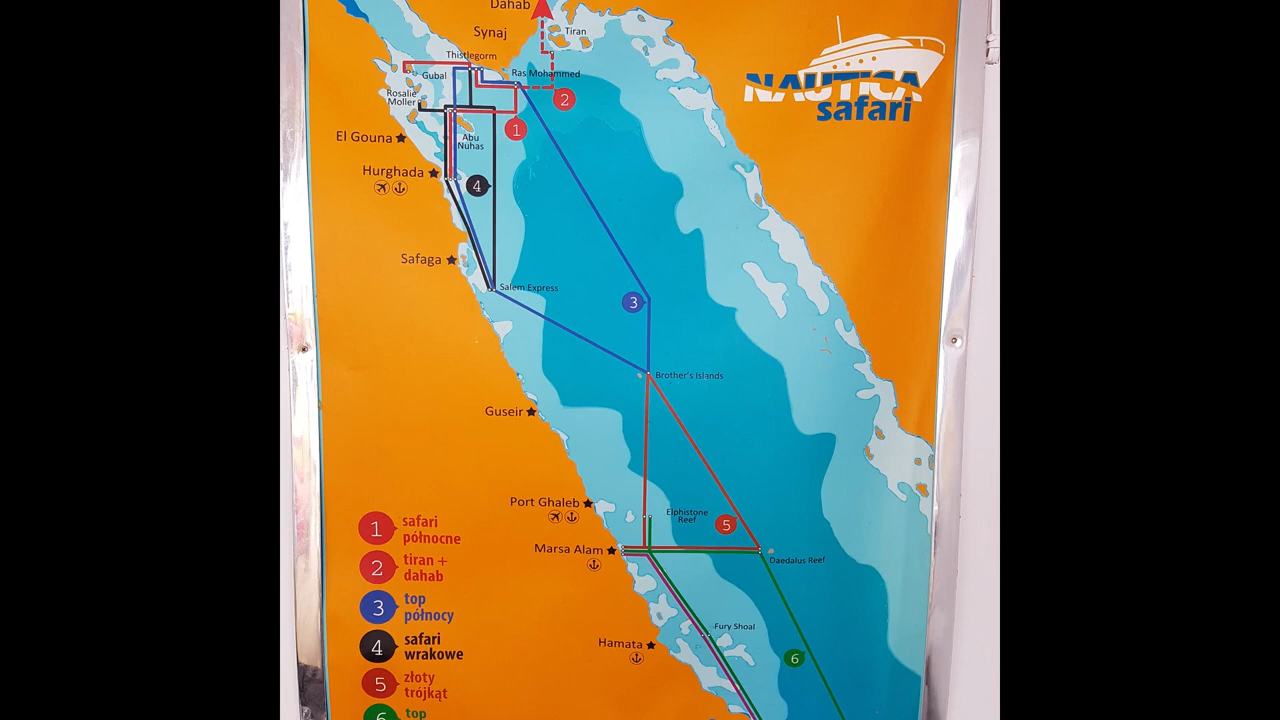 Dahab
Synaj
Tiran
Thistlegorm
Gubal
Ras Mohammed
Rosalie
Moller
2
1
NAUTICA
safari
El Gouna
Abu
Nuhas
Hurghada
4
Safaga
Salem Express
3
Brother's Islands
Guseir
Port Ghaleb
Elphistone
Reef
5
Marsa Alam
Daedalus Reef
Fury Shoal
Hamata
6
1 safari
północne
2 tiran +
dahab
3 top
północy
4 safari
wrakowe
5 złoty
trójkąt
6 top